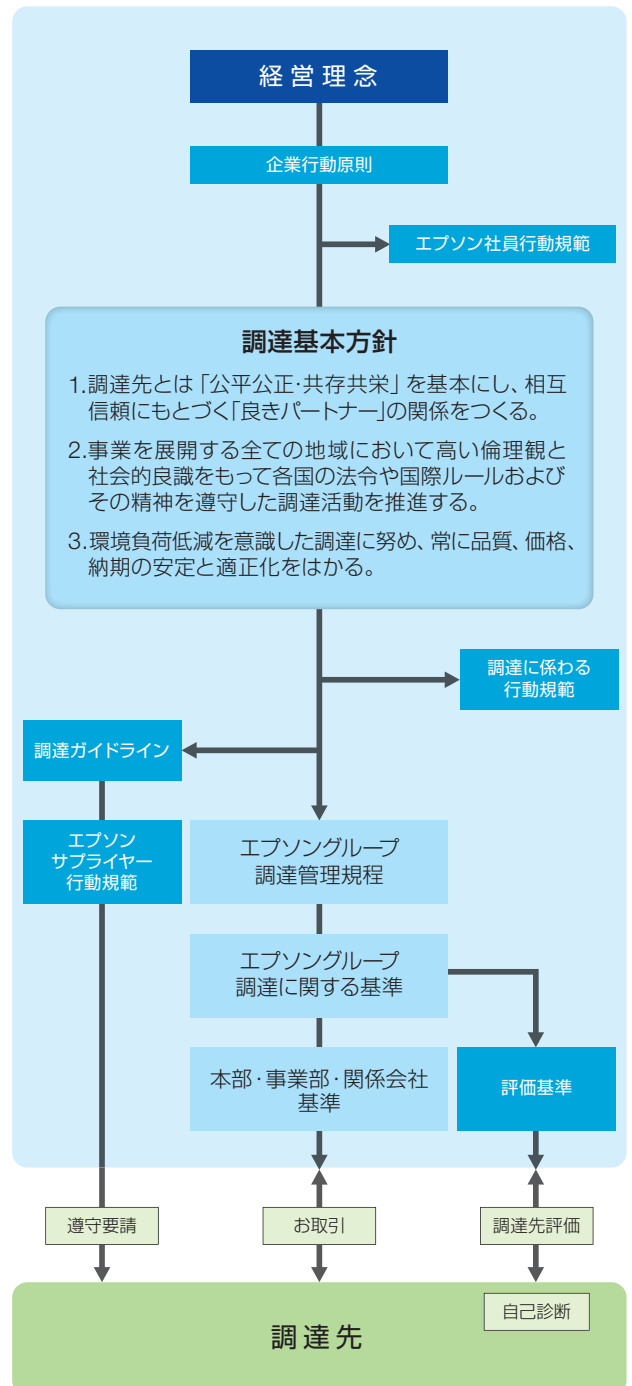 経営理念
企業行動原則
エプソン社員行動規範
調達基本方針
1.調達先とは「公平公正・共存共栄」を基本にし、相互
信頼にもとづく「良きパートナー」の関係をつくる。
2.事業を展開する全ての地域において高い倫理観と
社会的良識をもって各国の法令や国際ルールおよび
その精神を遵守した調達活動を推進する。
3.環境負荷低減を意識した調達に努め、常に品質、価格、
納期の安定と適正化をはかる。
調達に係わる
行動規範
調達ガイドライン
エプソン
サプライヤー
行動規範
エプソングループ
調達管理規程
エプソングループ
調達に関する基準
本部・事業部・関係会社
基準
評価基準
遵守要請
お取引
調達先評価
自己診断
調達先